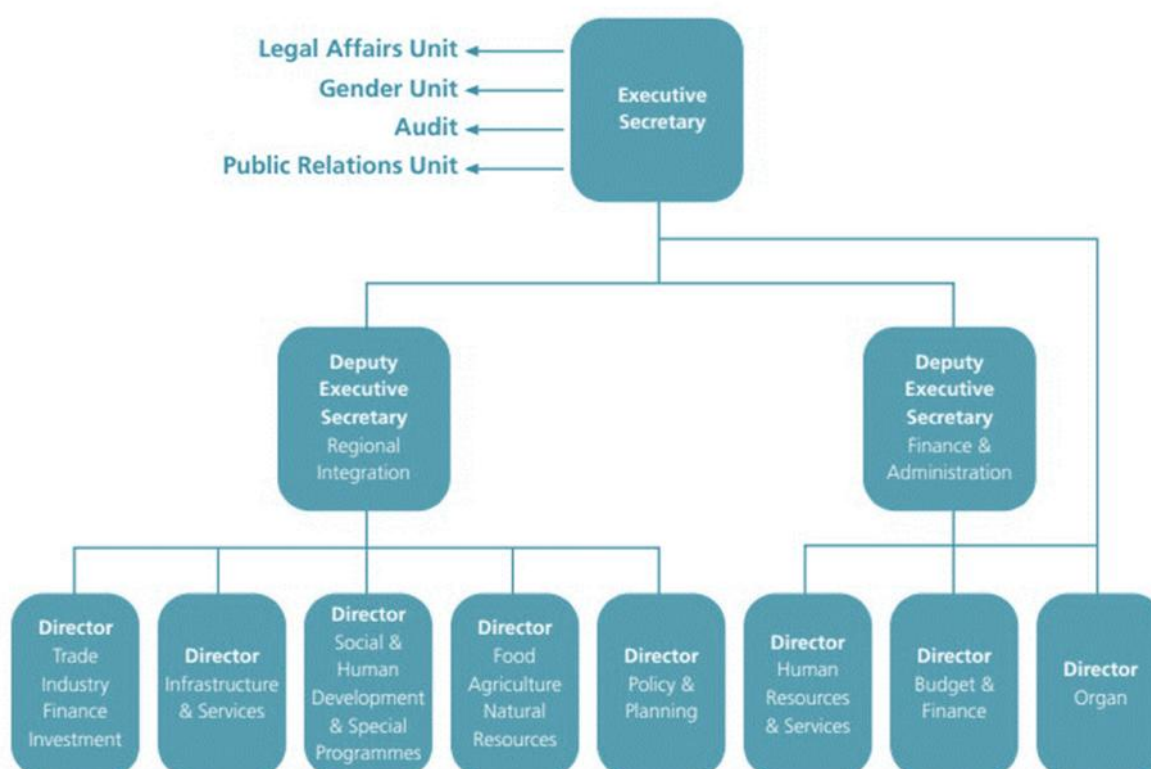 Legal Affairs Unit
Gender Unit
Audit
Public Relations Unit
Executive
Secretary
Deputy
Executive
Secretary
Regional
Integration
Deputy
Executive
Secretary
Finance &
Administration
Director
Trade
Industry
Finance
Investment
Director
Infrastructure
& Services
Director
Social &
Human
Development
& Special
Programmes
Director
Food
Agriculture
Natural
Resources
Director
Policy &
Planning
Director
Human
Resources
& Services
Director
Budget &
Finance
Director
Organ